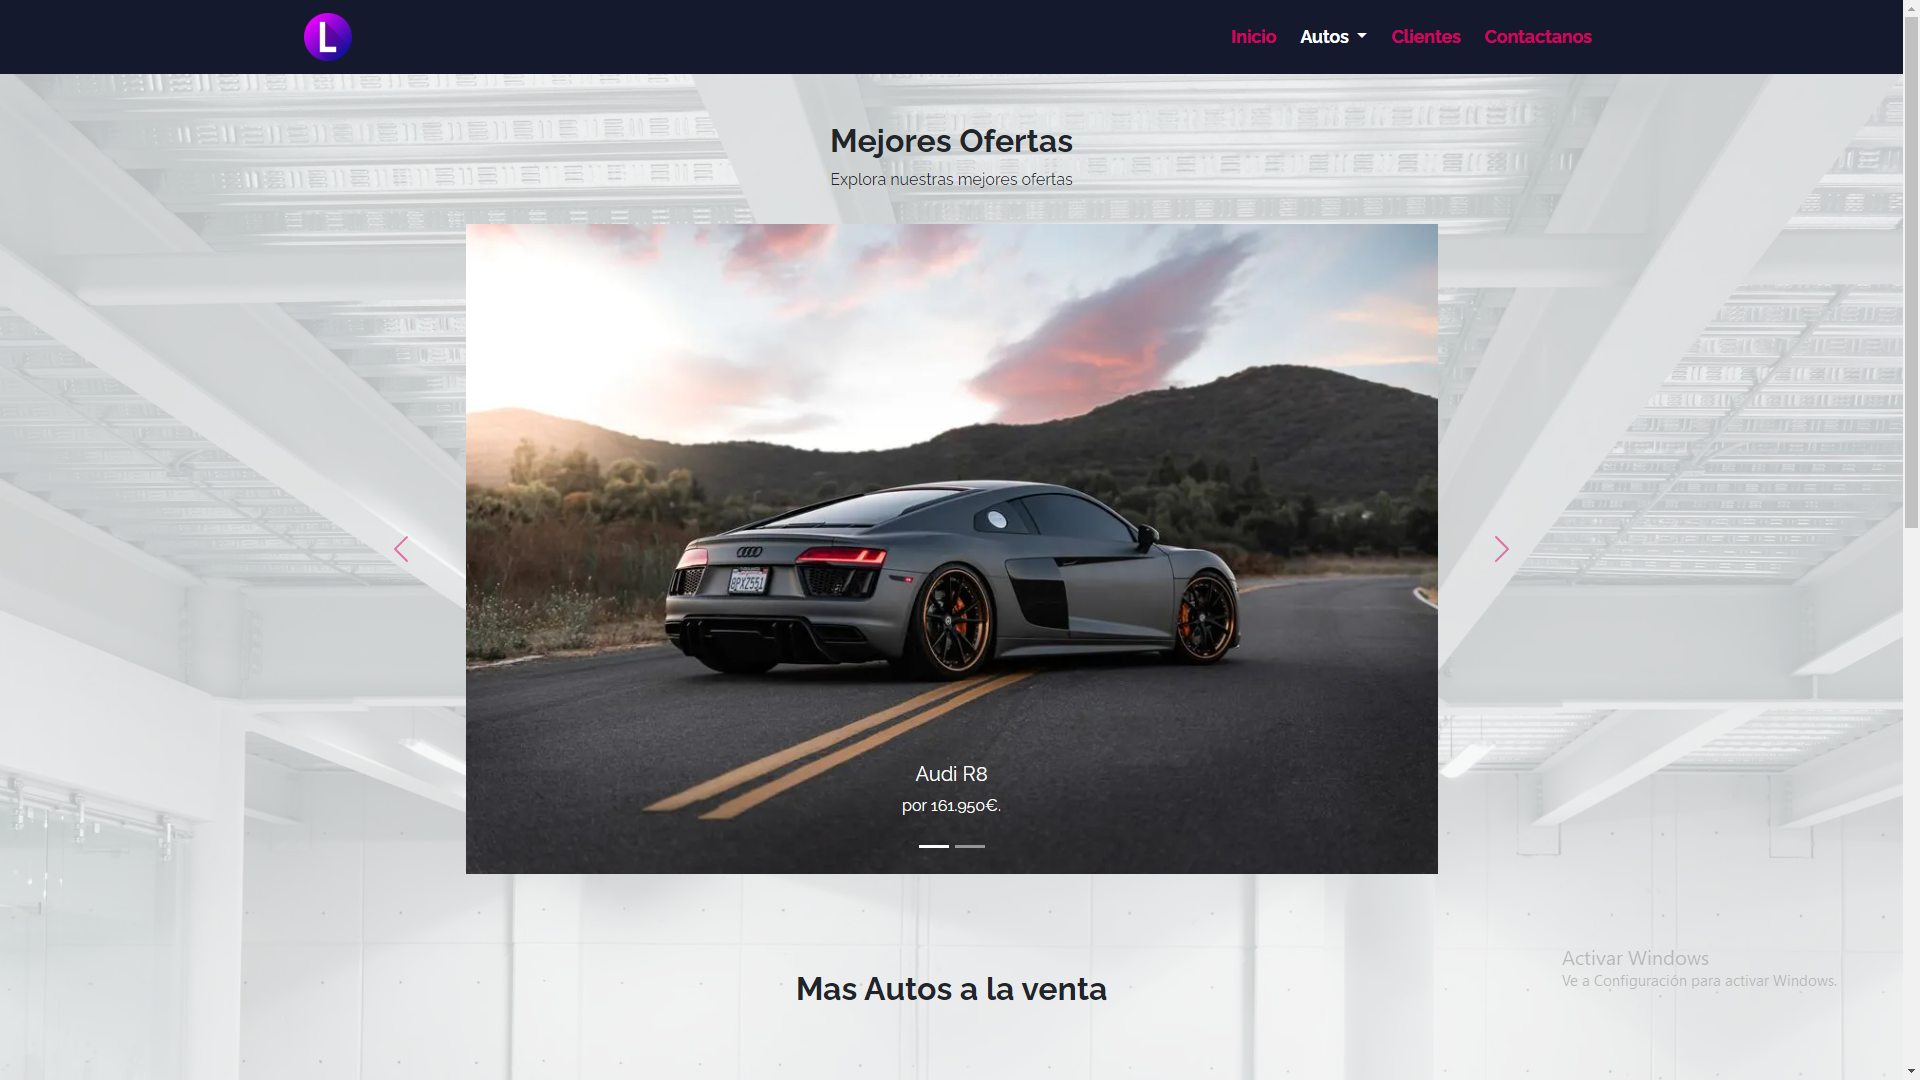 L
Inicio Autos Clientes Contactanos
Mejores Ofertas
Explora nuestras mejores ofertas
8PXZ551
Audi R8
por 161.950€.
Mas Autos a la venta
Activar Windows
Ve a Configuración para activar Windows.